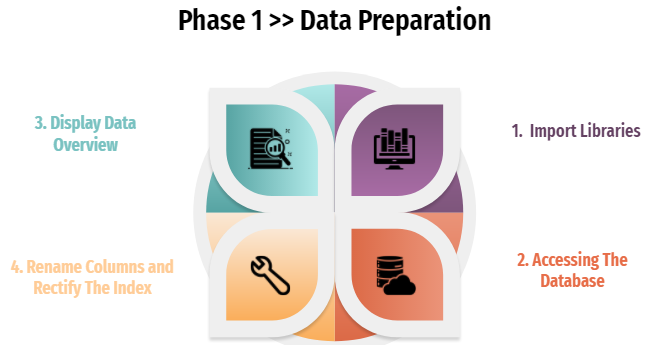 Phase 1 >> Data Preparation
3. Display Data
Overview
1. Import Libraries
4. Rename Columns and
Rectify The Index
2. Accessing The
Database